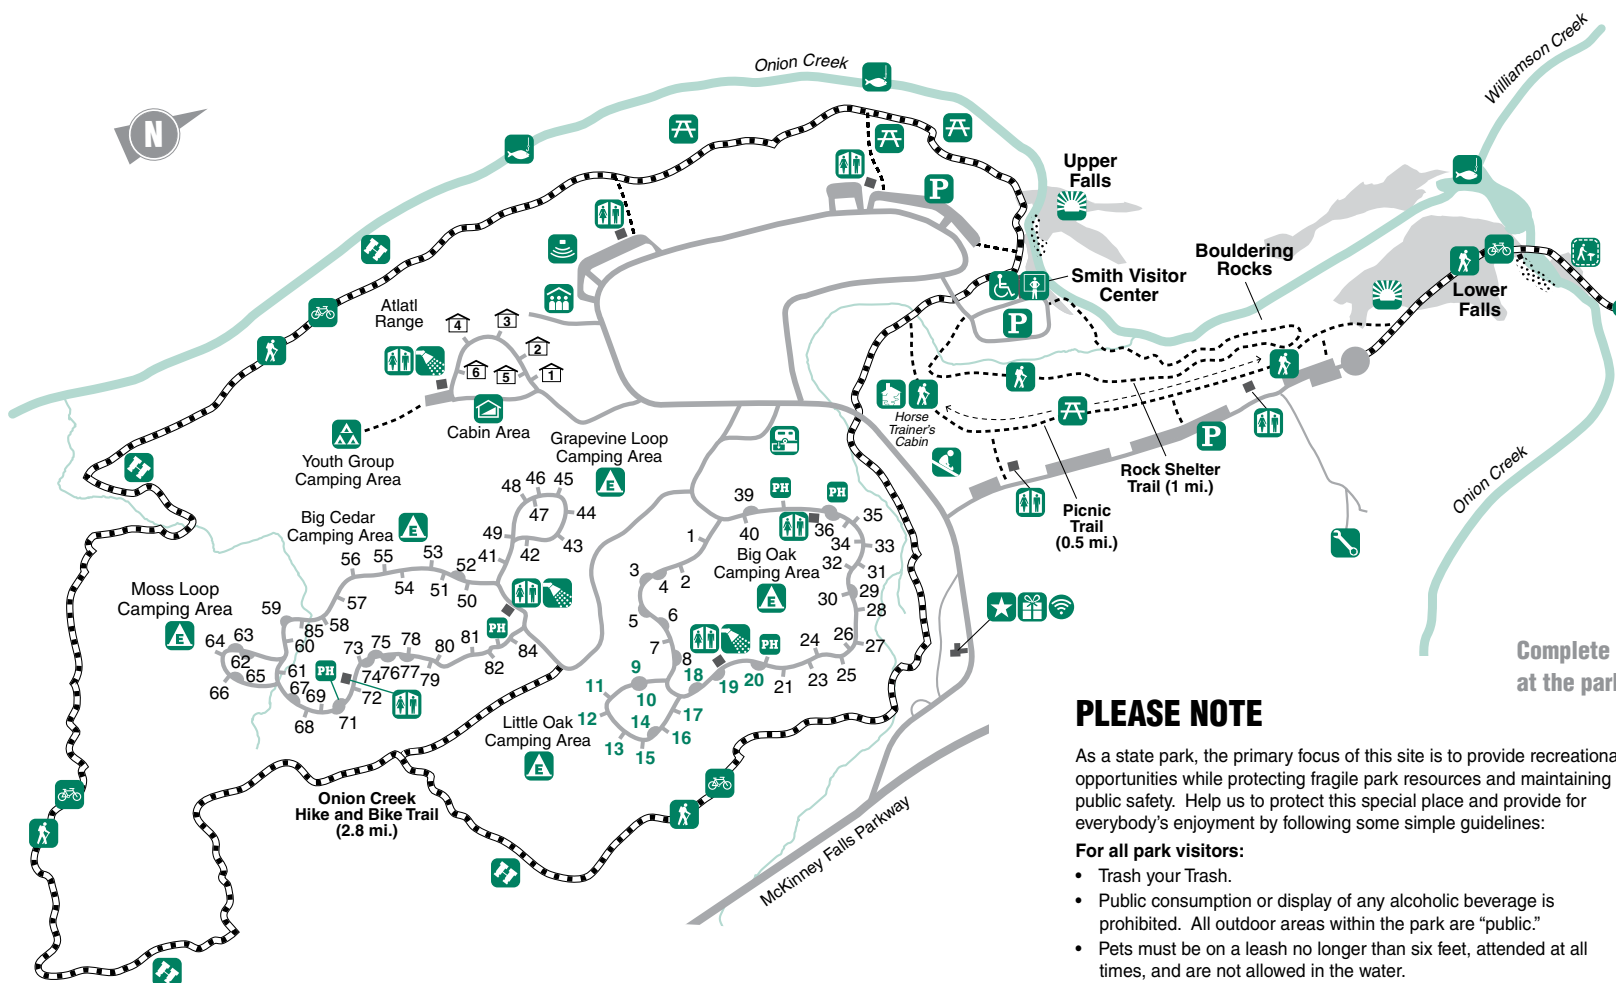 Onion Creek
Williamson Creek
N
Upper
Falls
P
Bouldering
Rocks
Smith Visitor
Center
Lower
Falls
Atlatl
Range
4
3
2
6
5
1
P
Horse
Trainer's
Cabin
Cabin Area
Youth Group
Camping Area
Grapevine Loop
Camping Area
E
P
Rock Shelter
Trail (1 mi.)
Picnic
Trail
(0.5 mi.)
Onion Creek
46
45
48
47
44
49
43
42
41
Big Cedar
Camping Area
E
56
55
53
52
54
51
50
57
58
85
59
60
Moss Loop
Camping Area
E
64
63
62
65
66
61
67
69
68
PH
71
72
73
74
75
76
77
78
79
80
81
82
84
PH
39
PH
PH
40
36
35
34
33
32
31
30
29
28
27
26
25
24
23
21
20
PH
Big Oak
Camping Area
E
1
2
3
4
5
6
7
8
9
10
11
12
13
14
15
16
17
18
19
Little Oak
Camping Area
E
Onion Creek
Hike and Bike Trail
(2.8 mi.)
McKinney Falls Parkway
Complete
at the park
PLEASE NOTE
As a state park, the primary focus of this site is to provide recreationa
opportunities while protecting fragile park resources and maintaining
public safety.  Help us to protect this special place and provide for
everybody's enjoyment by following some simple guidelines:
For all park visitors:
• Trash your Trash.
• Public consumption or display of any alcoholic beverage is
prohibited.  All outdoor areas within the park are “public.”
• Pets must be on a leash no longer than six feet, attended at all
times, and are not allowed in the water.